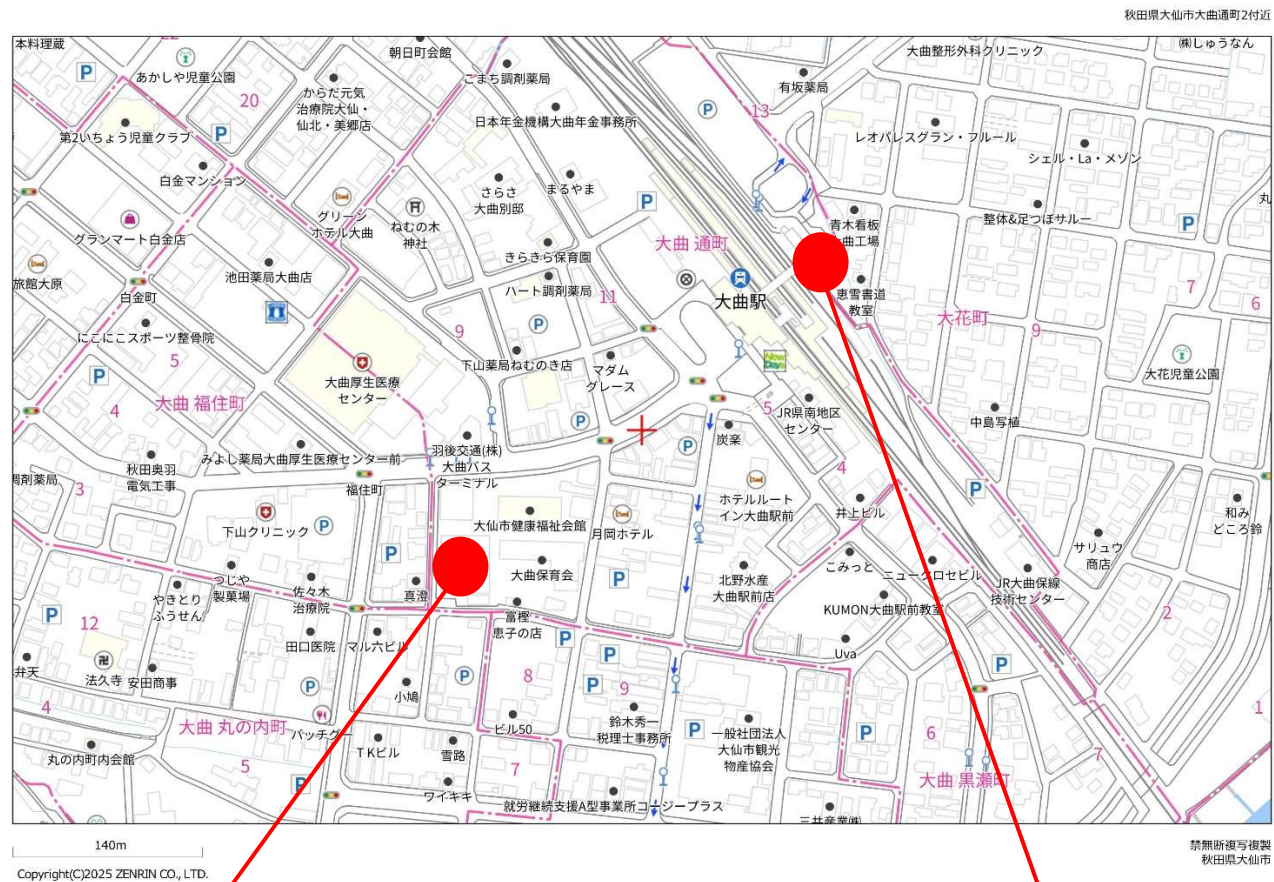 秋田県大仙市大曲通町2付近
本料理蔵
朝日町会館
大曲整形外科クリニック
㈱しゅうなん
P
あかしや児童公園
ごまち調剤薬局
有坂薬局
20
からだ元気
治療院大仙・
仙北・美郷店
P
13
日本年金機構大曲年金事務所
第2いちょう児童クラブ
P
レオパレスグラン・フルール
シェル・La・メゾン
白金マンション
さらさ
大曲別邸
まるやま
P
丸
グリーン
ホテル大曲
ねむの木
神社
整体&足つぼサルー
P
グランマート白金店
大曲 通町
青木看板
大曲工場
きらきら保育園
旅館大原
池田薬局大曲店
ハート調剤薬局
11
大曲駅
恵雪書道
教室
7
6
白金町
大花町
9
にこにこスポーツ整骨院
9
P
5
下山薬局ねむのき店
マダム
グレース
New
Days
P
大曲厚生医療
センター
大花児童公園
4
大曲 福住町
5
JR県南地区
センター
中島写植
P
P
炭楽
みよし薬局大曲厚生医療センター前
羽後交通(株)
大曲バス
ターミナル
秋田奥羽
電気工事
4
調剤薬局
3
福住町
ホテルルート
イン大曲駅前
P
井上ビル
和み
どころ鈴
下山クリニック
P
大仙市健康福祉会館
月岡ホテル
サリュウ
商店
P
こみっと
つじや
製菓場
大曲保育会
P
北野水産
大曲駅前店
ニュークロセビル
JR大曲保線
技術センター
やきとり
ふうせん
佐々木
治療院
真澄
KUMON大曲駅前教室
P
富樫
恵子の店
2
12
田口医院
マル六ビル
P
P
Uva
P
弁天
法久寺
安田商事
P
小鳩
P
8
P
9
1
4
大曲 丸の内町
バッチグー
ビル50
鈴木秀一
税理士事務所
P
一般社団法人
大仙市観光
物産協会
P
6
丸の内町内会館
5
TKビル
雪路
7
7
P
ワイキキ
大曲 黒瀬町
就労継続支援A型事業所コージープラス
三井産業㈱
140m
禁無断複写複製
秋田県大仙市
Copyright(C)2025 ZENRIN CO., LTD.